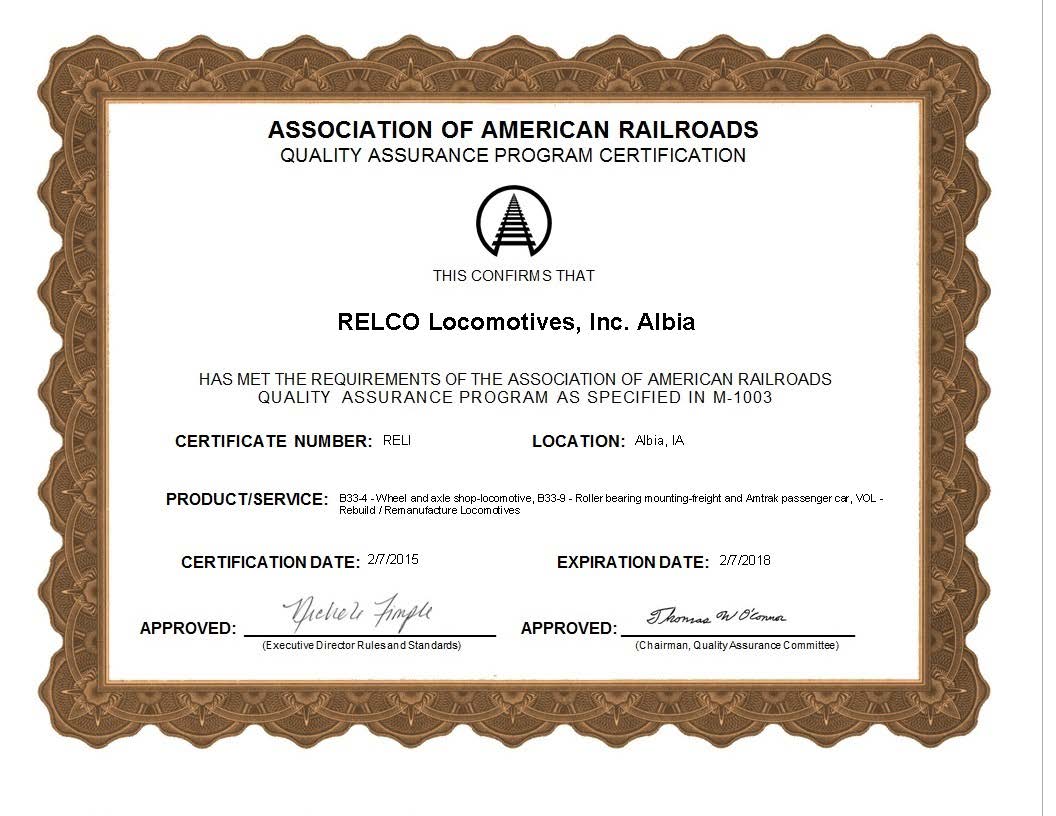 ASSOCIATION OF AMERICAN RAILROADS
QUALITY ASSURANCE PROGRAM CERTIFICATION
THIS CONFIRMS THAT
RELCO Locomotives, Inc. Albia
HAS MET THE REQUIREMENTS OF THE ASSOCIATION OF AMERICAN RAILROADS
QUALITY ASSURANCE PROGRAM AS SPECIFIED IN M-1003
CERTIFICATE NUMBER: RELI LOCATION: Albia, IA
PRODUCT/SERVICE: B33-4 - Wheel and axle shop-locomotive, B33-9 - Roller bearing mounting-freight and Amtrak passenger car, VOL -
Rebuild / Remanufacture Locomotives
CERTIFICATION DATE: 2/7/2015 EXPIRATION DATE: 2/7/2018
APPROVED: APPROVED: Thomas W O'Connor
(Executive Director Rules and Standards) (Chairman, Quality Assurance Committee)